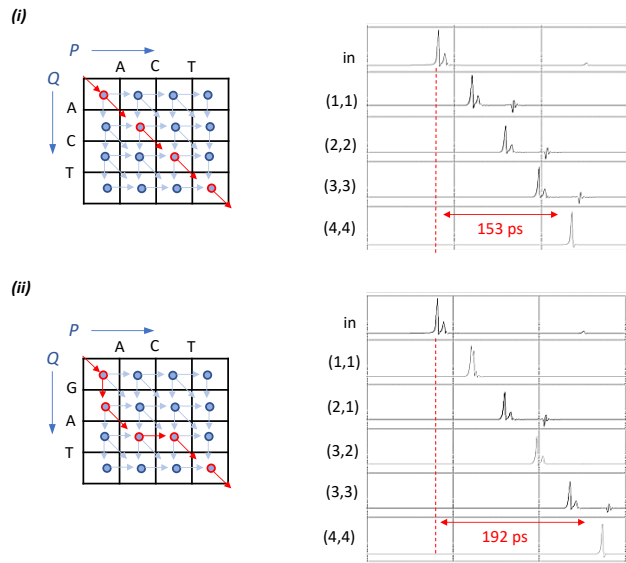 (i)
P
A C T
Q
A
C
T
in
(1,1)
(2,2)
(3,3)
(4,4)
153 ps
(ii)
P
A C T
Q
G
A
T
in
(1,1)
(2,1)
(3,2)
(3,3)
(4,4)
192 ps